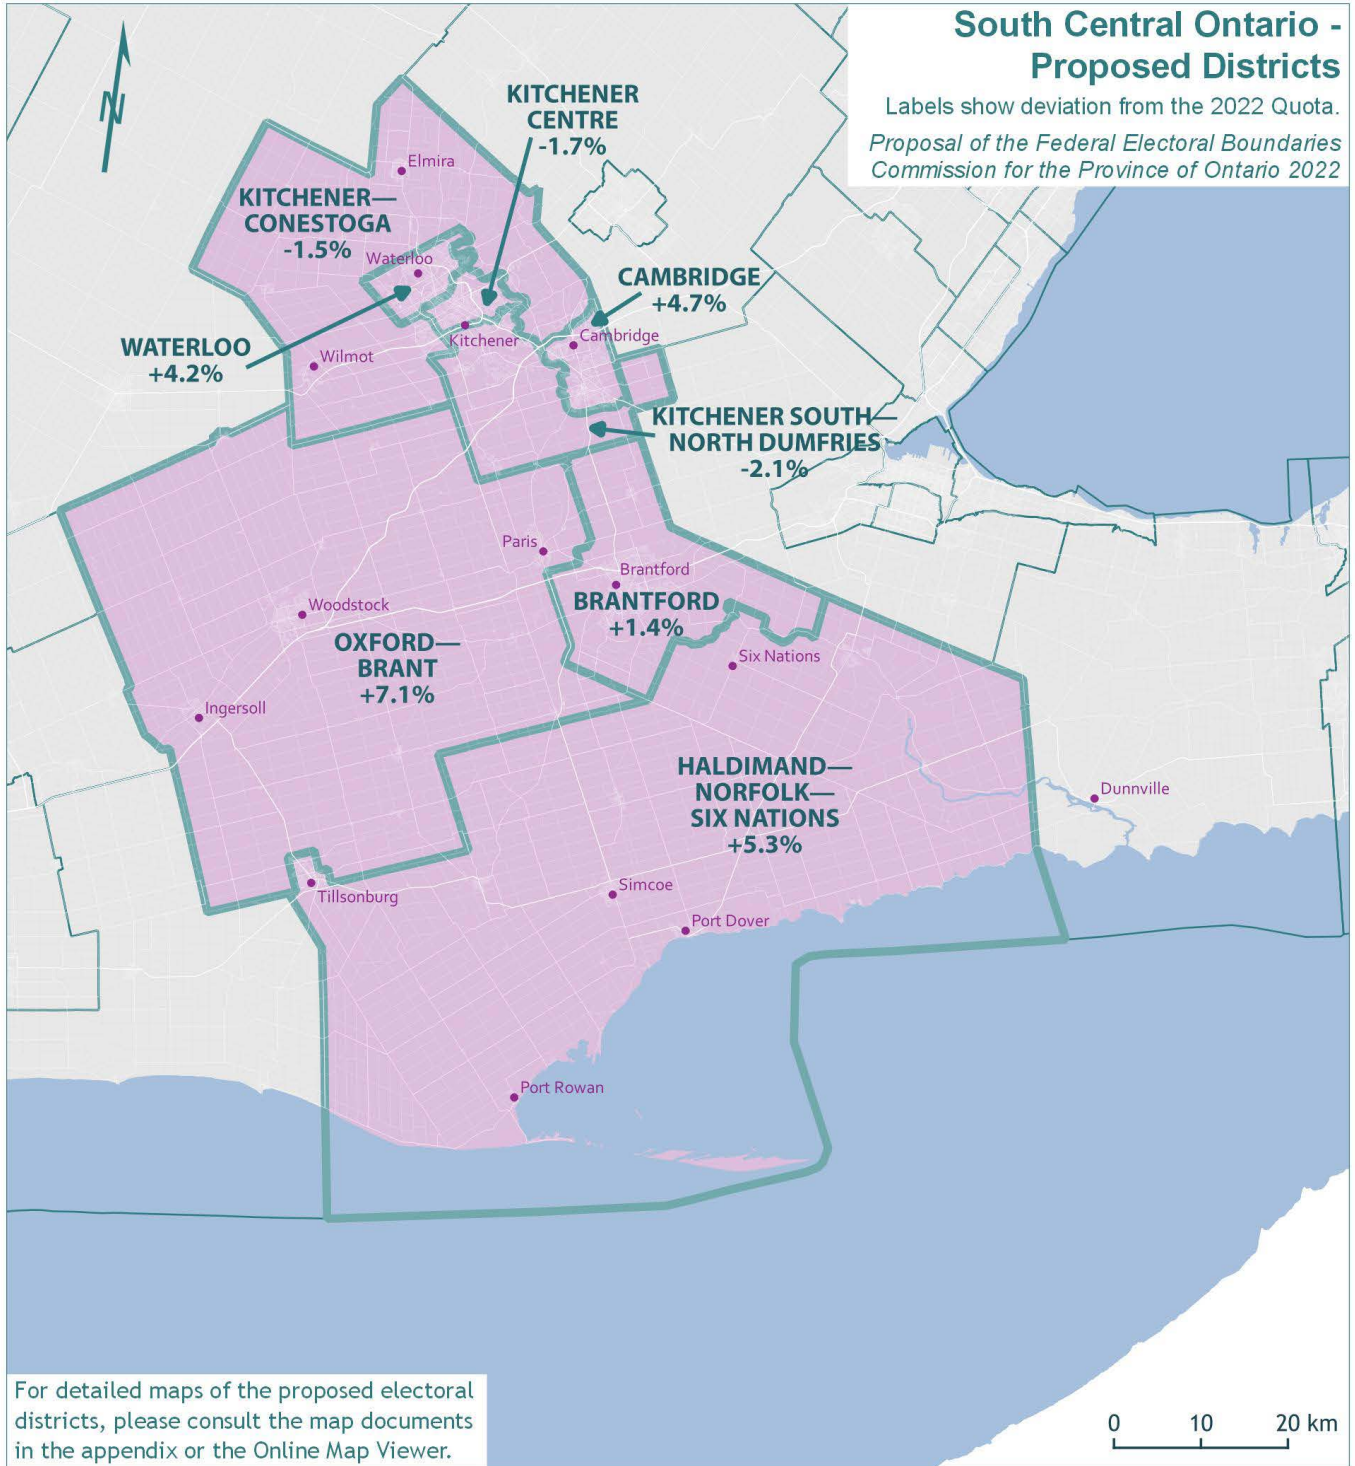 South Central Ontario -
Proposed Districts
Labels show deviation from the 2022 Quota.
Proposal of the Federal Electoral Boundaries
Commission for the Province of Ontario 2022
N
KITCHENER
CENTRE
-1.7%
Elmira
KITCHENER—
CONESTOGA
-1.5%
Waterloo
CAMBRIDGE
+4.7%
WATERLOO
+4.2%
Kitchener
Cambridge
Wilmot
KITCHENER SOUTH—
NORTH DUMFRIES
-2.1%
Paris
Brantford
BRANTFORD
+1.4%
Woodstock
OXFORD—
BRANT
+7.1%
Six Nations
Ingersoll
HALDIMAND—
NORFOLK—
SIX NATIONS
+5.3%
Dunnville
Tillsonburg
Simcoe
Port Dover
Port Rowan
For detailed maps of the proposed electoral
districts, please consult the map documents
in the appendix or the Online Map Viewer.
0 10 20 km